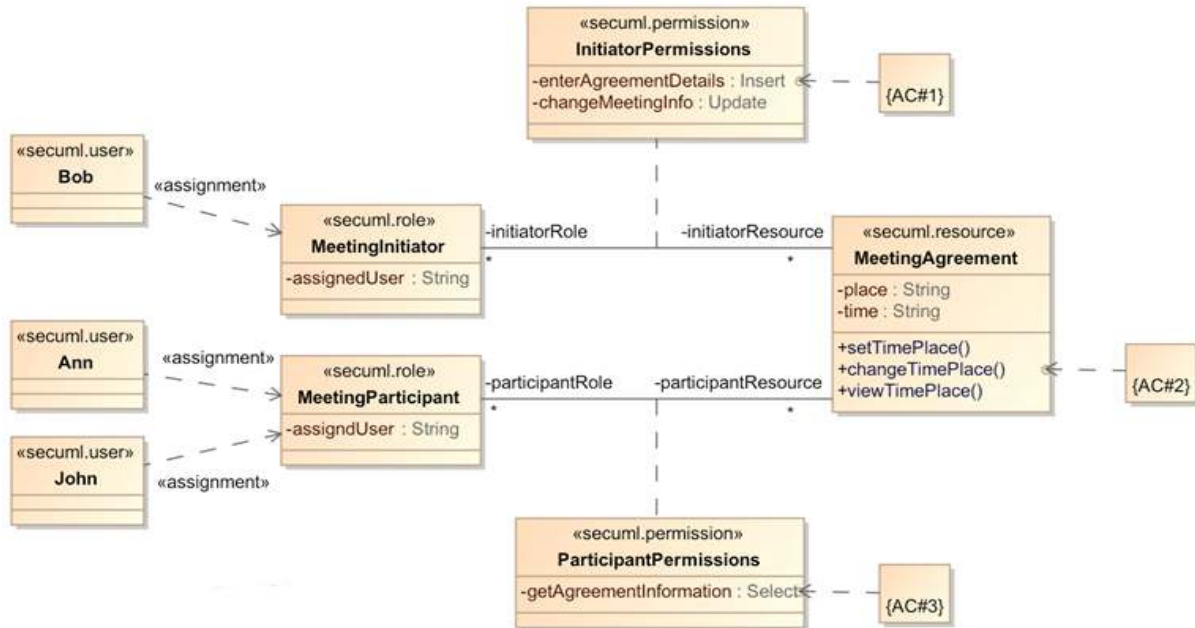 «secuml.permission»
InitiatorPermissions
-enterAgreementDetails : Insert
-changeMeetingInfo : Update
{AC#1}
«secuml.user»
Bob
«assignment»
«secuml.role»
MeetingInitiator
-assignedUser : String
-initiatorRole
*
-initiatorResource
*
«secuml.resource»
MeetingAgreement
-place : String
-time : String
+setTimePlace()
+changeTimePlace()
+viewTimePlace()
{AC#2}
«secuml.user»
Ann
«assignment»
«secuml.role»
MeetingParticipant
-assigndUser : String
-participantRole
*
-participantResource
*
«secuml.user»
John
«assignment»
«secuml.permission»
ParticipantPermissions
-getAgreementInformation : Select
{AC#3}